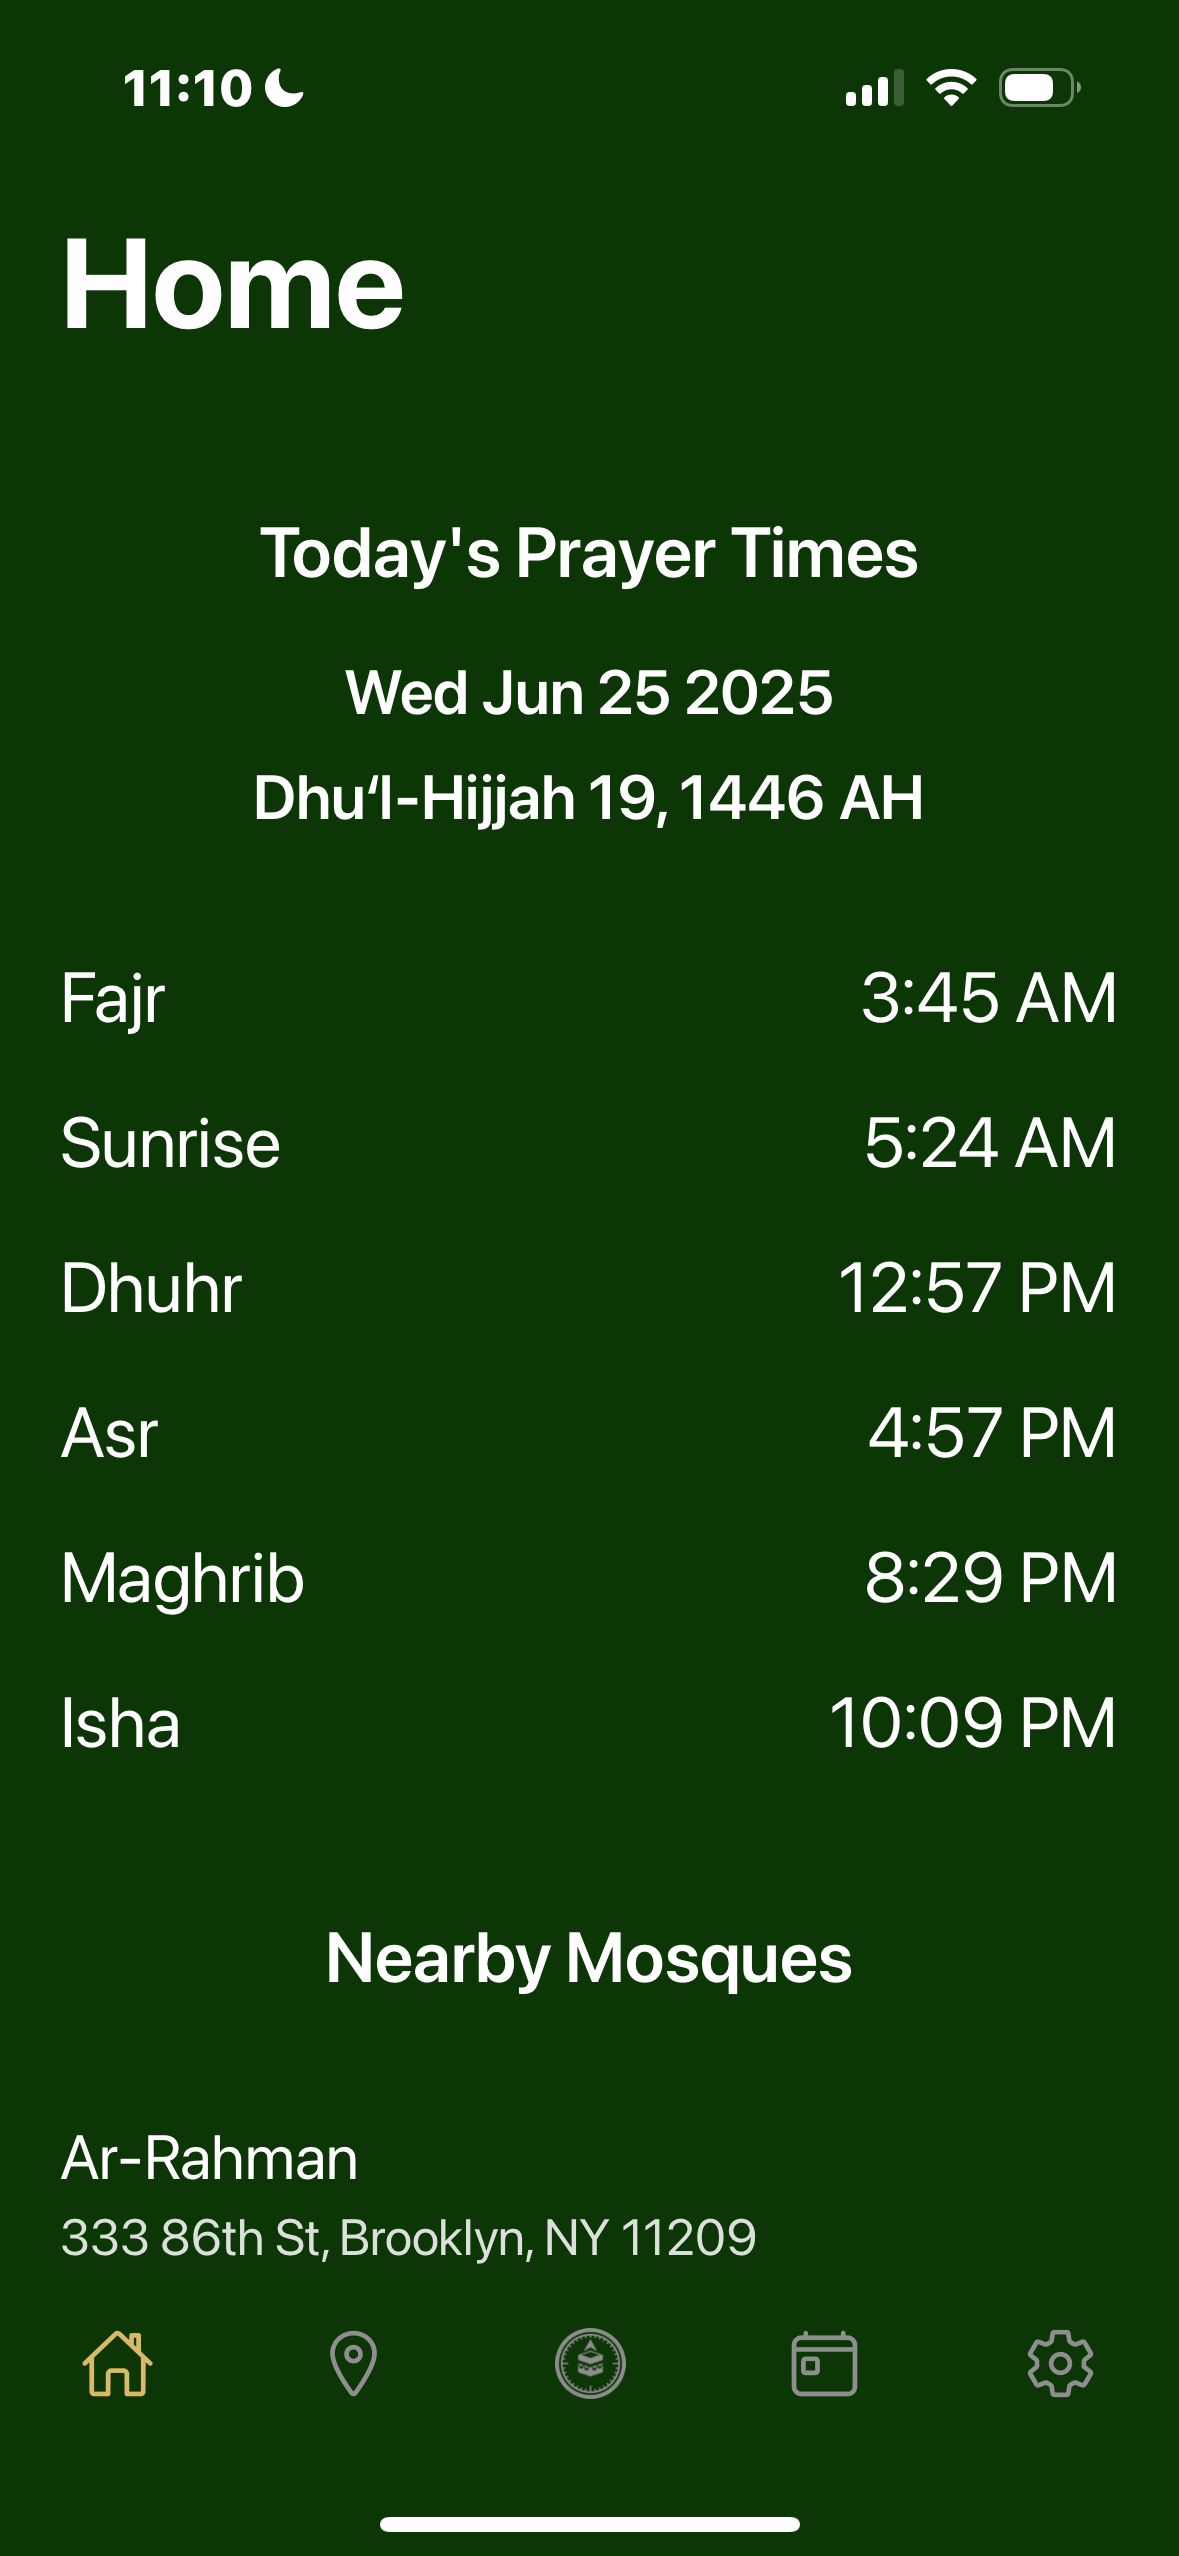 11:10
Home
Today's Prayer Times
Wed Jun 25 2025
Dhuʻl-Hijjah 19, 1446 AH
Fajr 3:45 AM
Sunrise 5:24 AM
Dhuhr 12:57 PM
Asr 4:57 PM
Maghrib 8:29 PM
Isha 10:09 PM
Nearby Mosques
Ar-Rahman
333 86th St, Brooklyn, NY 11209